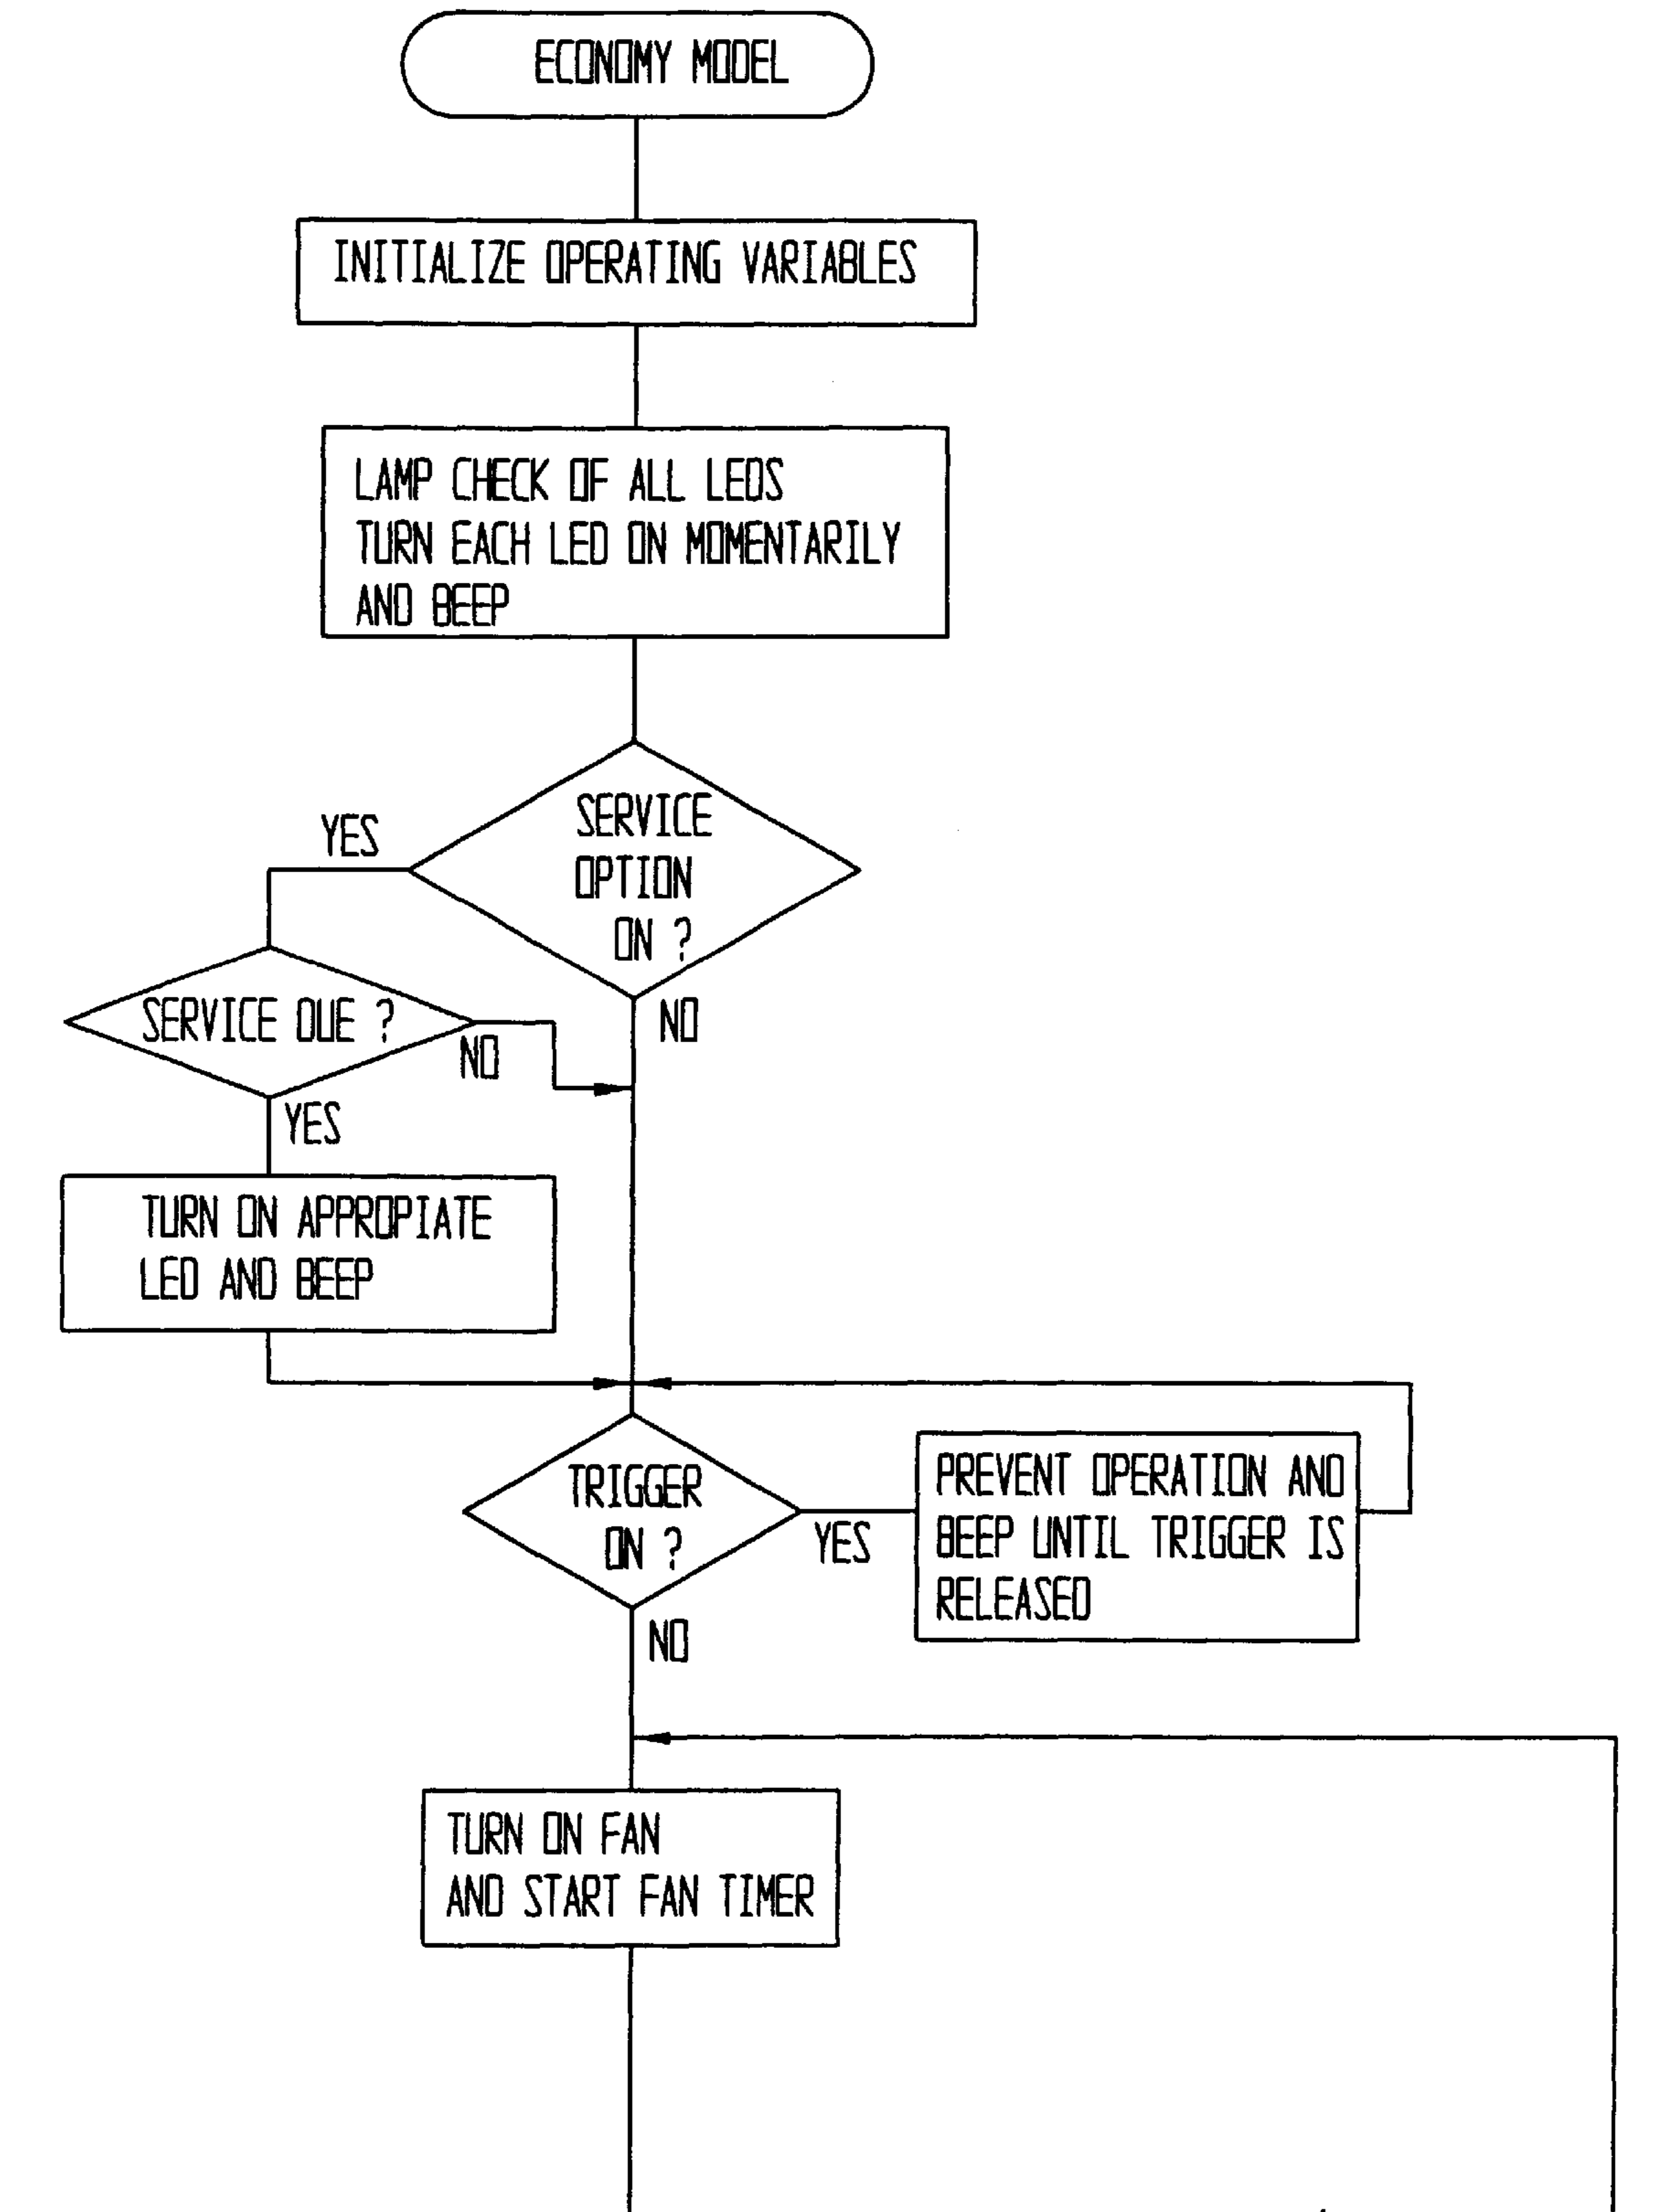 ECONOMY MODEL
INITIALIZE OPERATING VARIABLES
LAMP CHECK OF ALL LEDS
TURN EACH LED ON MOMENTARILY
AND BEEP
SERVICE
OPTION
ON ?
YES
NO
SERVICE DUE ?
NO
YES
TURN ON APPROPIATE
LED AND BEEP
TRIGGER
ON ?
YES
PREVENT OPERATION AND
BEEP UNTIL TRIGGER IS
RELEASED
NO
TURN ON FAN
AND START FAN TIMER